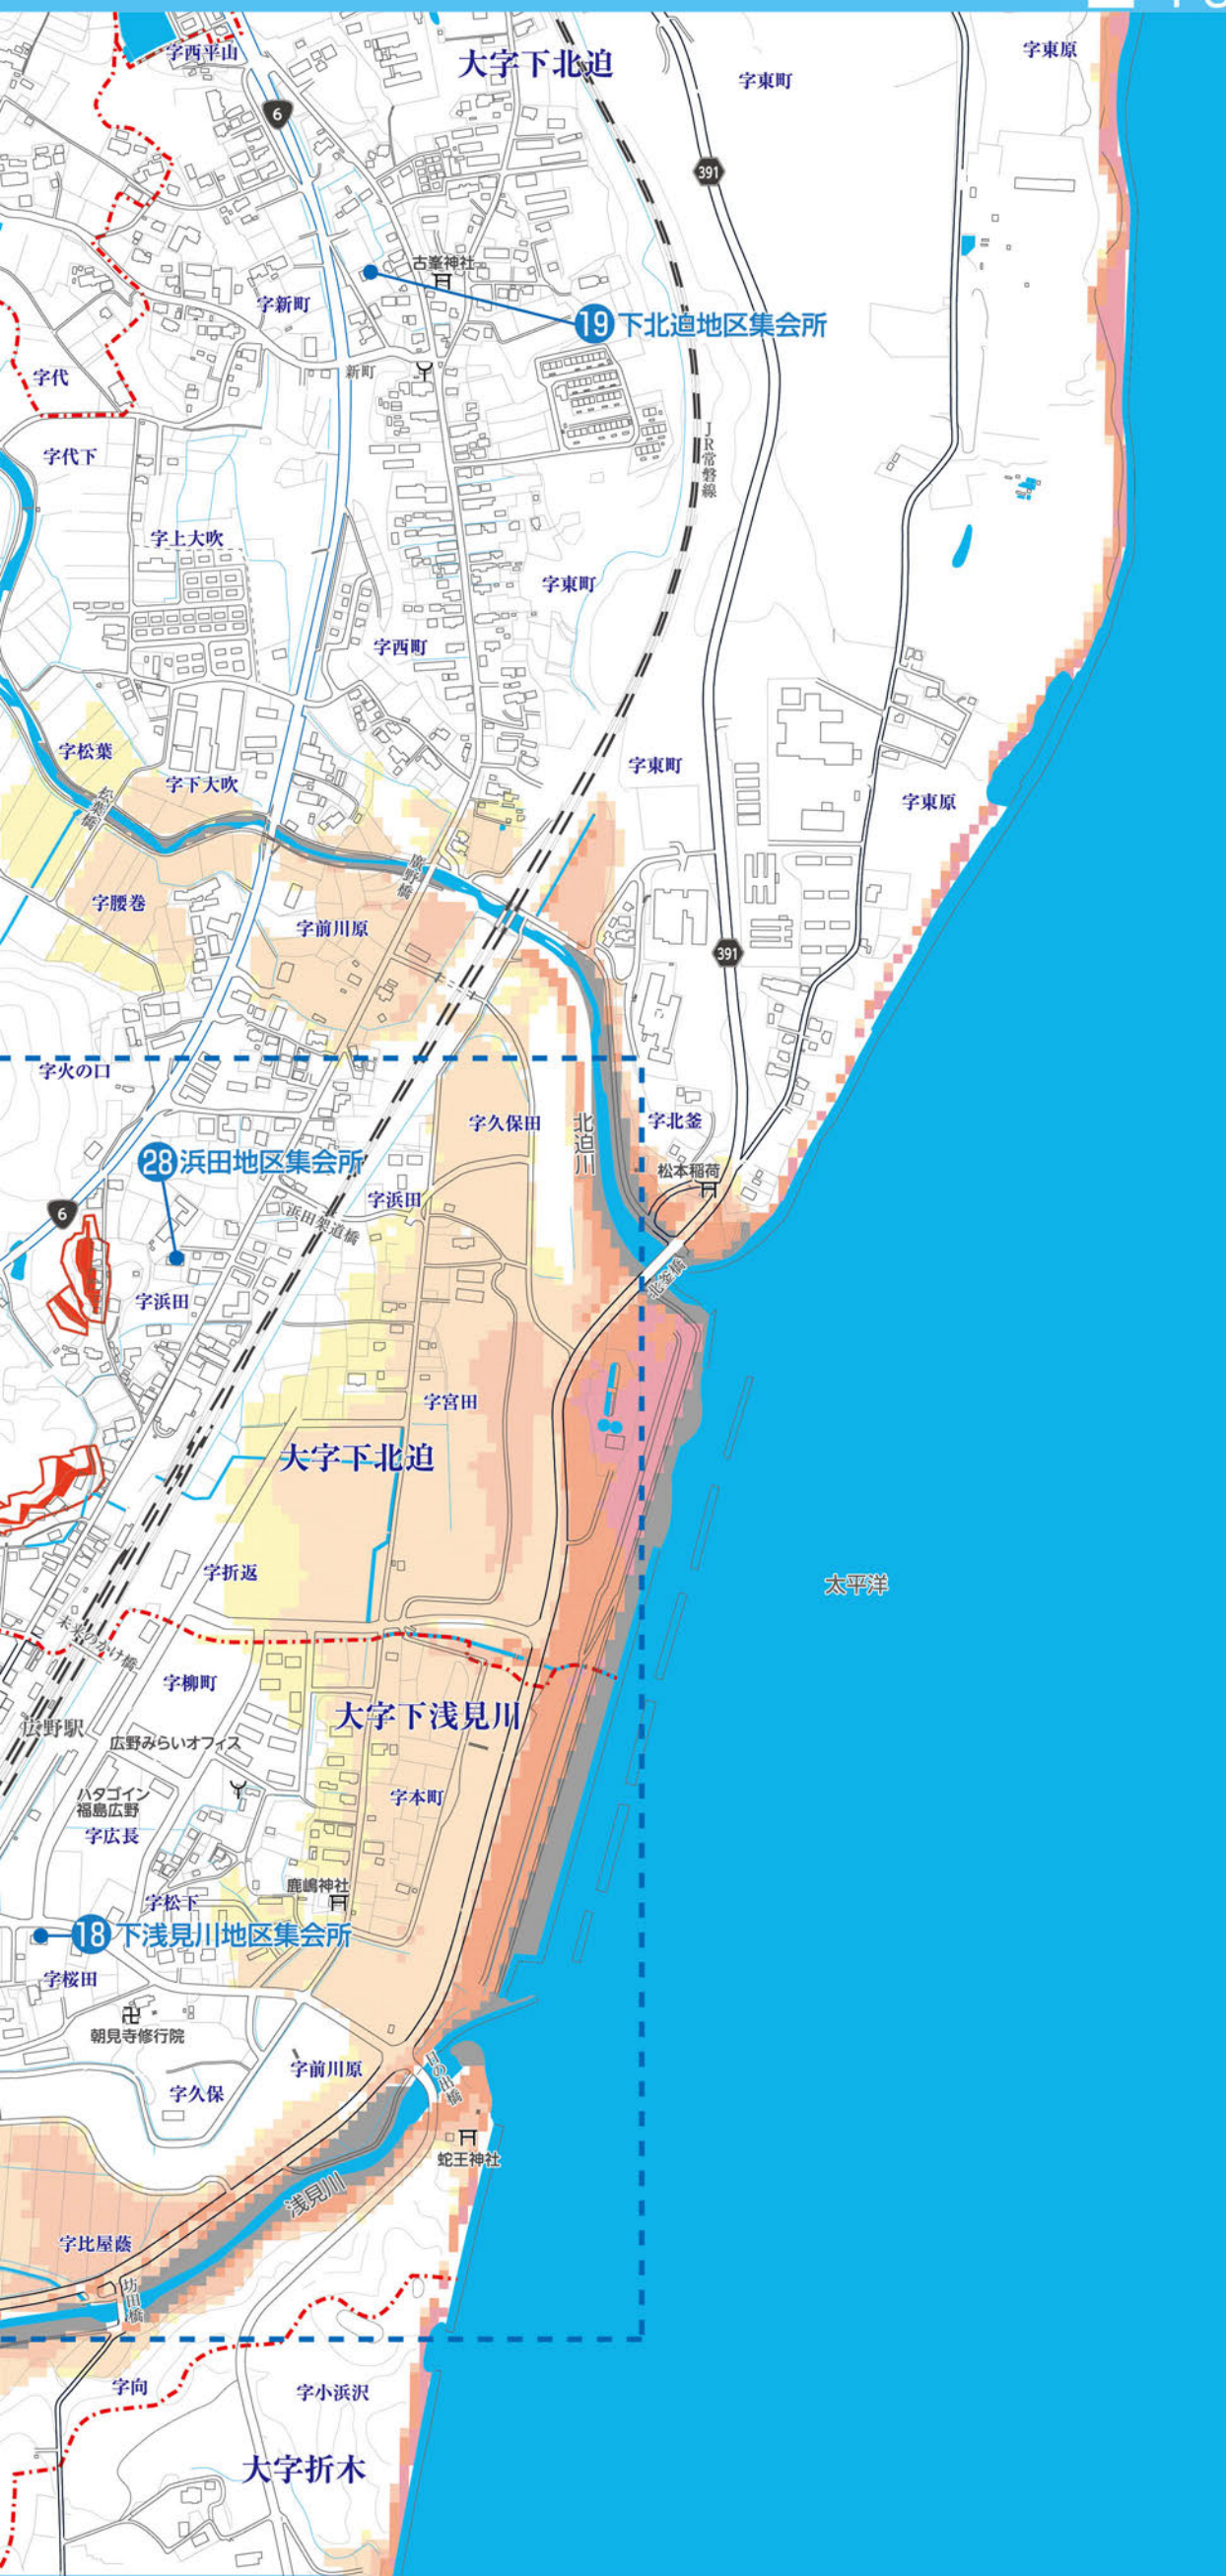 字西平山
大字下北迫
字東町
字東原
6
391
古峯神社
字新町
19 下北迫地区集会所
新町
字代
JR常磐線
字代下
字上大吹
字東町
字西町
字松葉
字下大吹
松葉橋
字東町
字東原
廣野橋
字腰巻
字前川原
391
字火の口
字久保田
北迫川
字北釜
28 浜田地区集会所
松本稲荷
字浜田
6
浜田架道橋
北釜橋
字浜田
字宮田
大字下北迫
字折返
太平洋
未来のかけ橋
字柳町
大字下浅見川
広野駅
広野みらいオフィス
ハタゴイン
福島広野
字本町
字広長
鹿嶋神社
字松下
18 下浅見川地区集会所
字桜田
朝見寺修行院
字前川原
日の出橋
字久保
蛇王神社
浅見川
字比屋蔭
坊田橋
字向
字小浜沢
大字折木